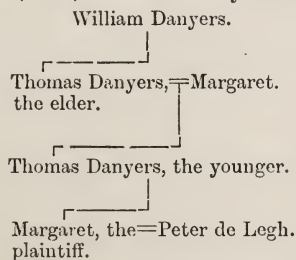 William Danyers.
Thomas Danyers,=Margaret.
the elder.
Thomas Danyers, the younger.
Margaret, the=Peter de Legh.
plaintiff.